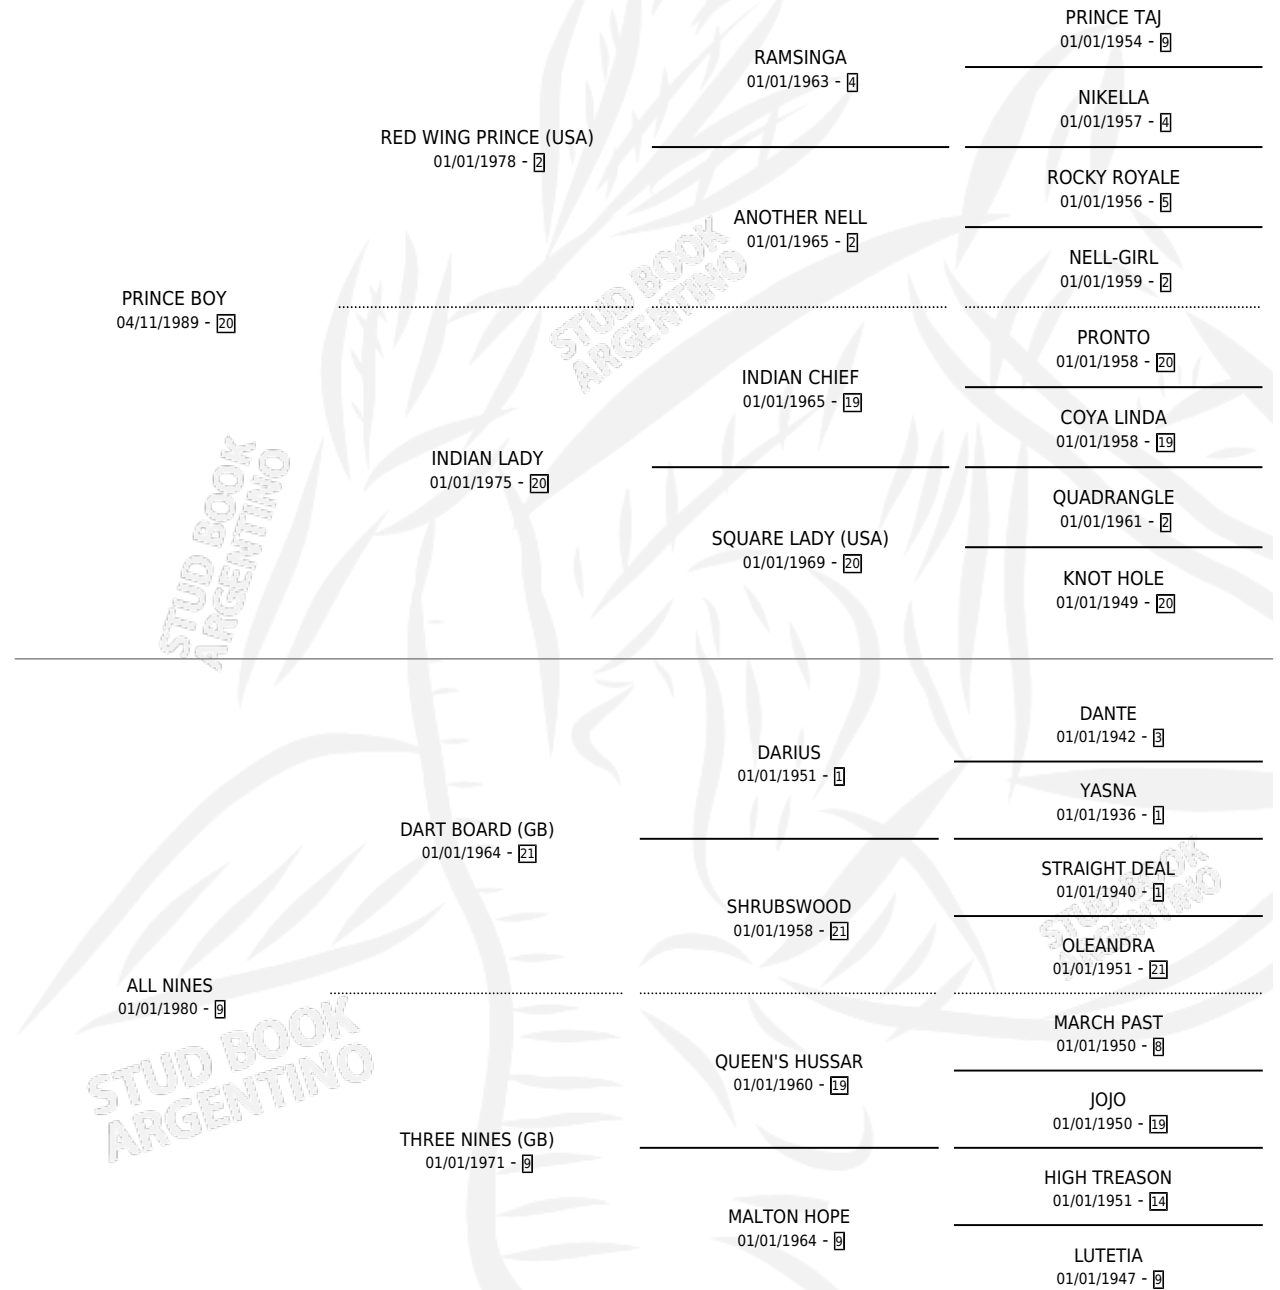 PRINCE TAJ
01/01/1954 - 9
RAMSINGA
01/01/1963 - 4
NIKELLA
01/01/1957 - 4
RED WING PRINCE (USA)
01/01/1978 - 2
ROCKY ROYALE
01/01/1956 - 5
ANOTHER NELL
01/01/1965 - 2
NELL-GIRL
01/01/1959 - 2
PRINCE BOY
04/11/1989 - 20
PRONTO
01/01/1958 - 20
INDIAN CHIEF
01/01/1965 - 19
COYA LINDA
01/01/1958 - 19
INDIAN LADY
01/01/1975 - 20
QUADRANGLE
01/01/1961 - 2
SQUARE LADY (USA)
01/01/1969 - 20
KNOT HOLE
01/01/1949 - 20
STUD BOOK
ARGENTINO
STUD BOOK
ARGENTINO
DANTE
01/01/1942 - 3
DARIUS
01/01/1951 - 1
YASNA
01/01/1936 - 1
DART BOARD (GB)
01/01/1964 - 21
STRAIGHT DEAL
01/01/1940 - 1
SHRUBSWOOD
01/01/1958 - 21
OLEANDRA
01/01/1951 - 21
ALL NINES
01/01/1980 - 9
MARCH PAST
01/01/1950 - 8
QUEEN'S HUSSAR
01/01/1960 - 19
JOJO
01/01/1950 - 19
THREE NINES (GB)
01/01/1971 - 9
HIGH TREASON
01/01/1951 - 14
MALTON HOPE
01/01/1964 - 9
LUTETIA
01/01/1947 - 9
STUD BOOK
ARGENTINO
STUD BOOK
ARGENTINO